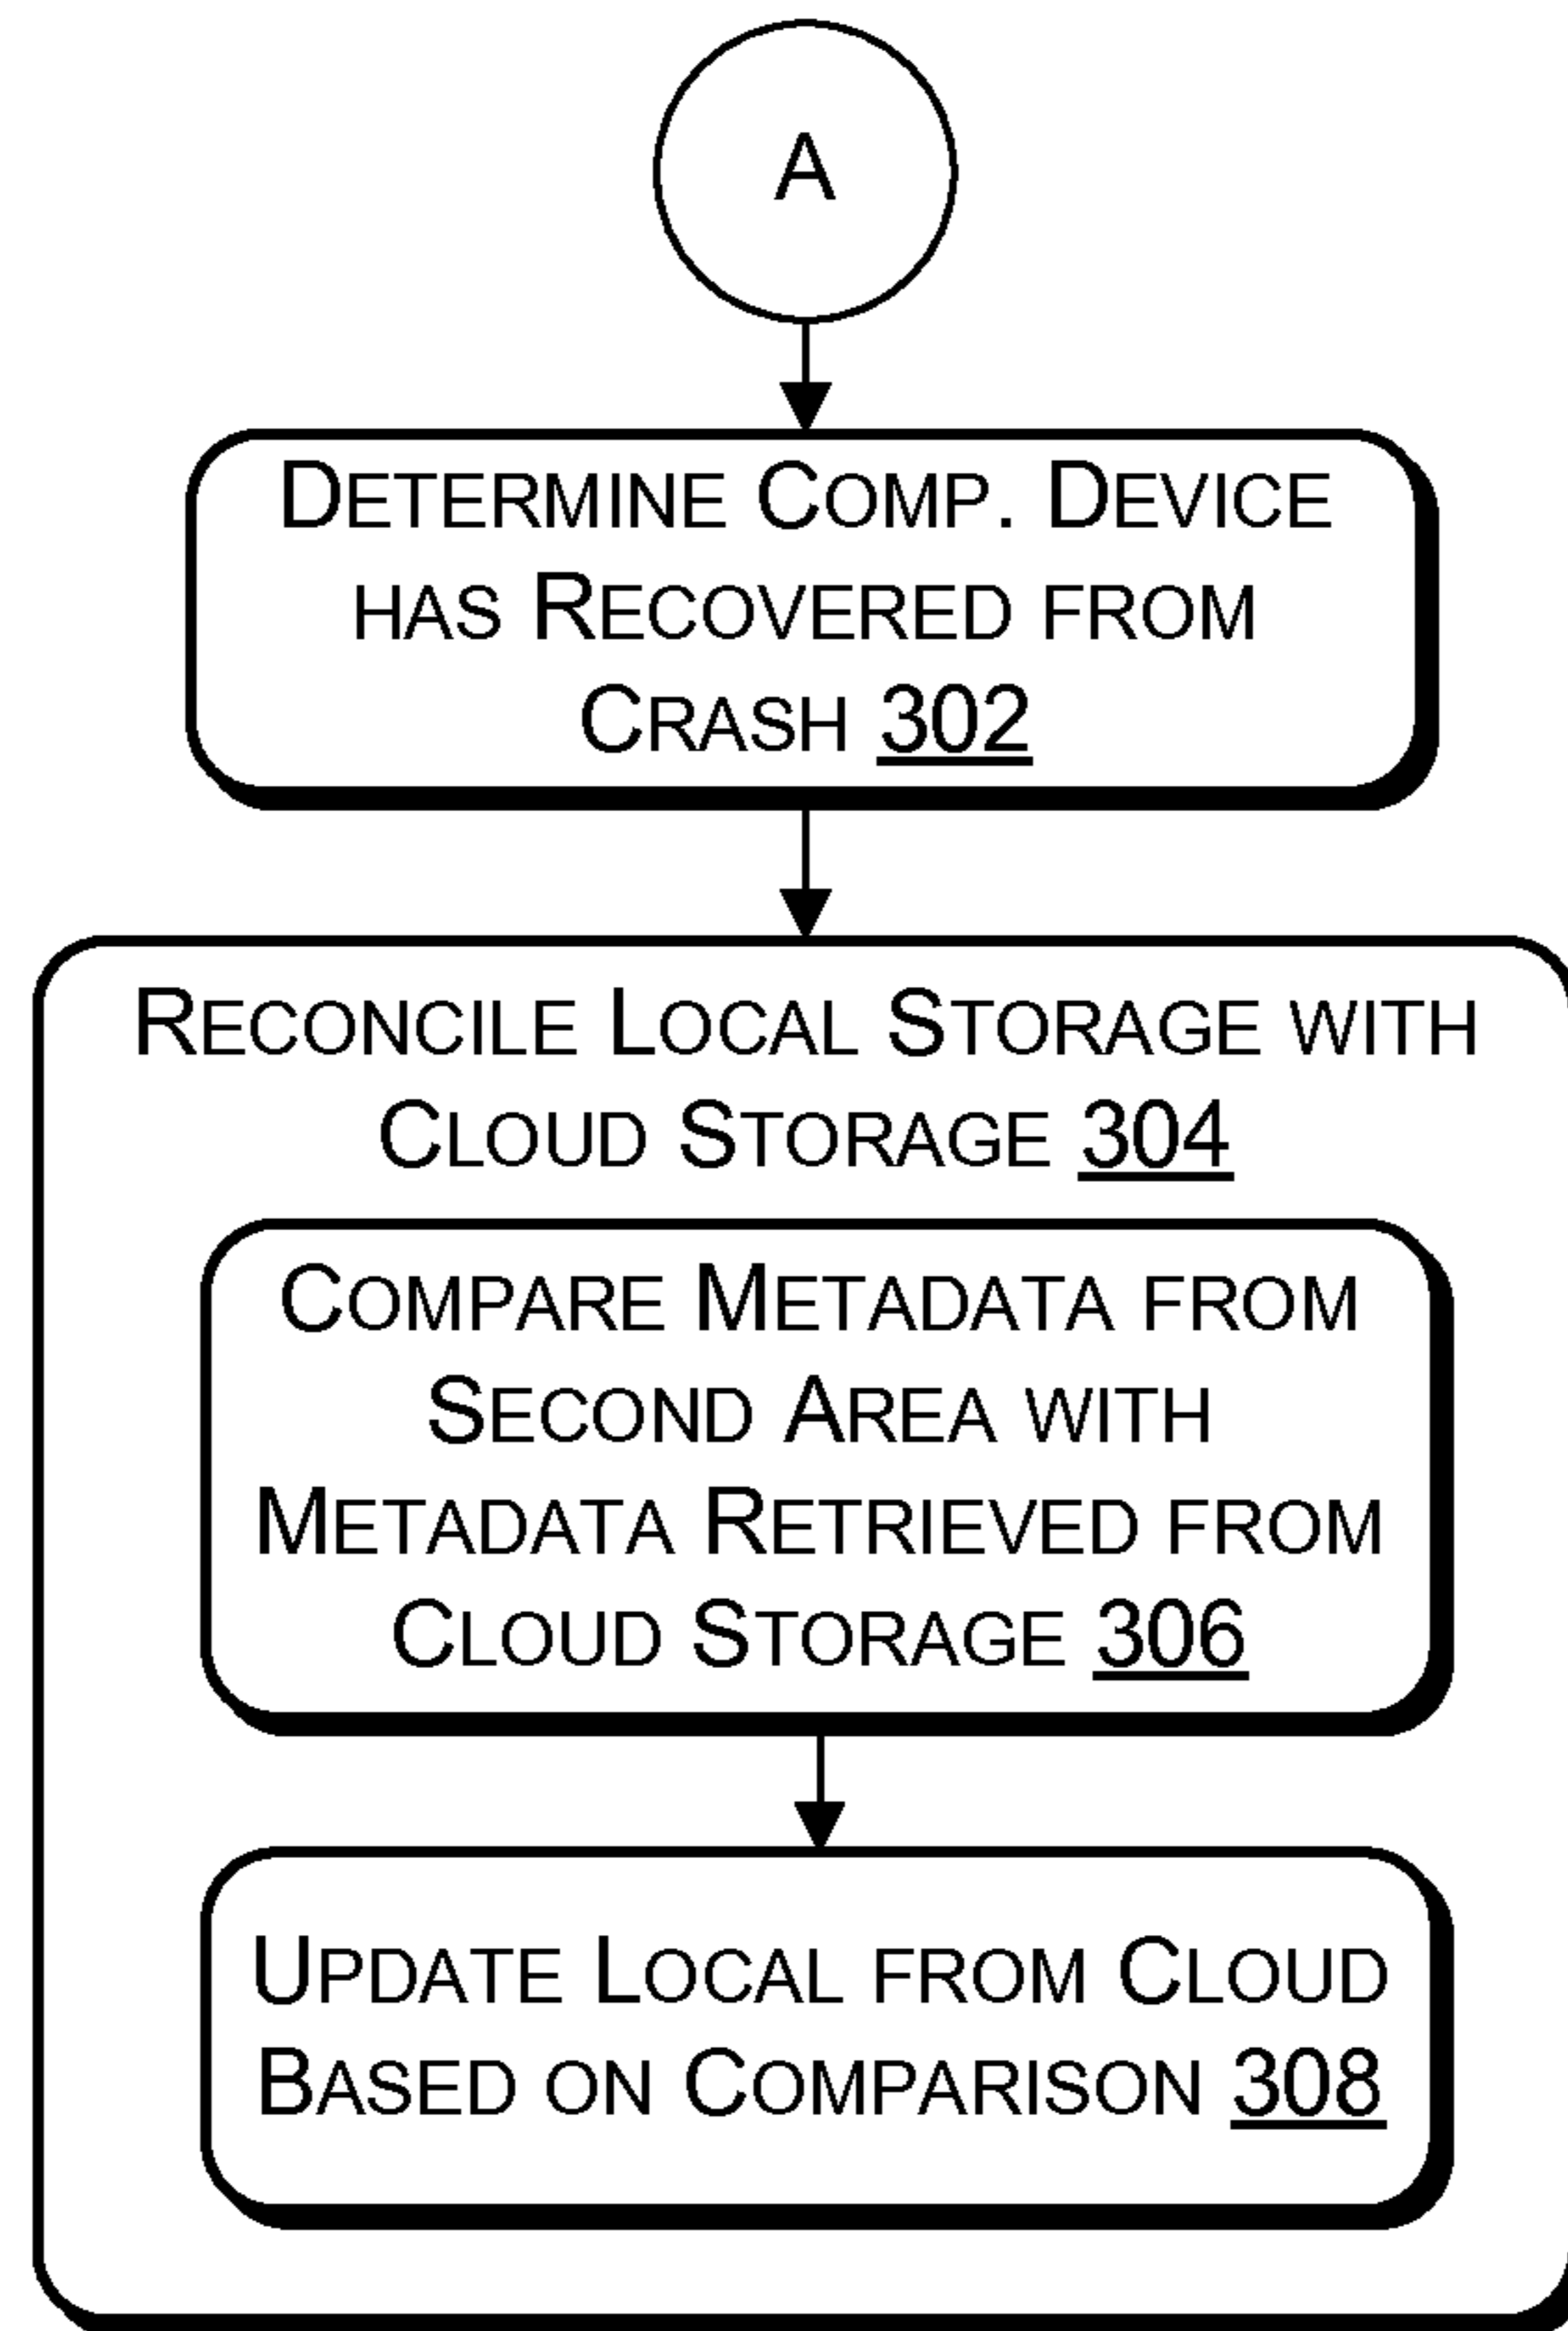 A
DETERMINE COMP. DEVICE
HAS RECOVERED FROM
CRASH 302
RECONCILE LOCAL STORAGE WITH
CLOUD STORAGE 304
COMPARE METADATA FROM
SECOND AREA WITH
METADATA RETRIEVED FROM
CLOUD STORAGE 306
UPDATE LOCAL FROM CLOUD
BASED ON COMPARISON 308